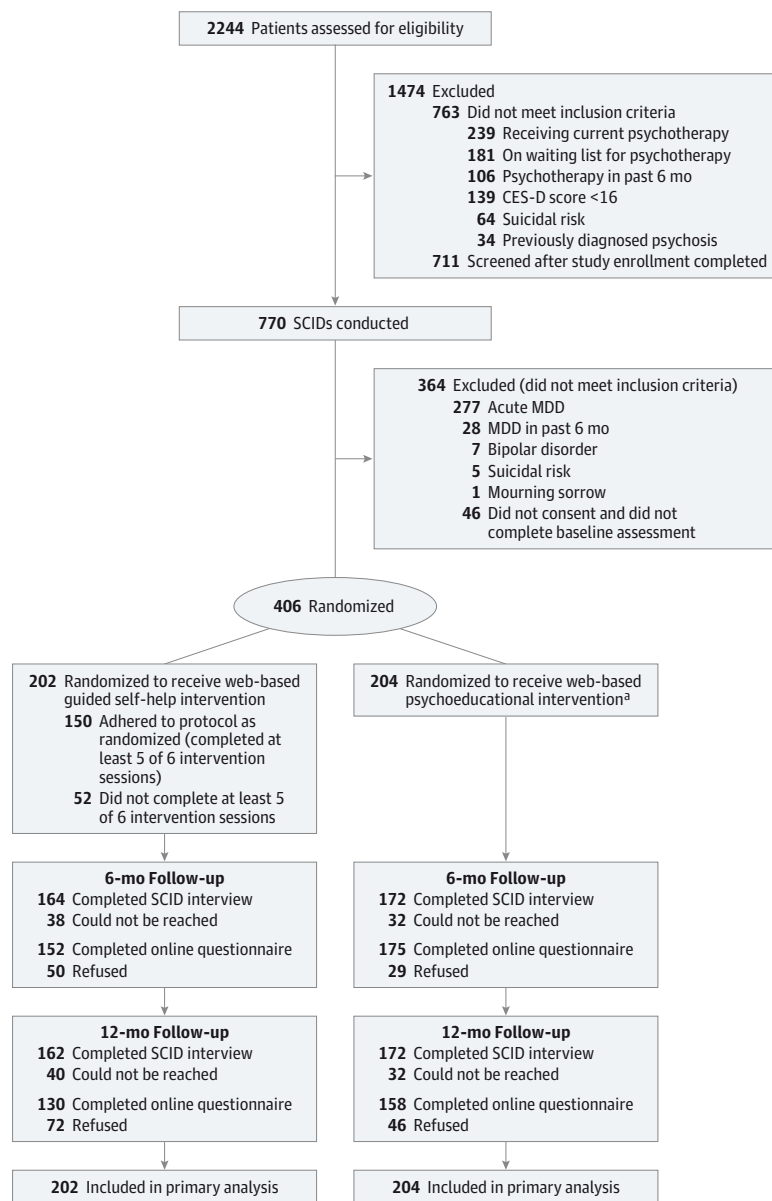 2244 Patients assessed for eligibility
1474 Excluded
763 Did not meet inclusion criteria
239 Receiving current psychotherapy
181 On waiting list for psychotherapy
106 Psychotherapy in past 6 mo
139 CES-D score <16
64 Suicidal risk
34 Previously diagnosed psychosis
711 Screened after study enrollment completed
770 SCIDs conducted
364 Excluded (did not meet inclusion criteria)
277 Acute MDD
28 MDD in past 6 mo
7 Bipolar disorder
5 Suicidal risk
1 Mourning sorrow
46 Did not consent and did not
complete baseline assessment
406 Randomized
202 Randomized to receive web-based
guided self-help intervention
150 Adhered to protocol as
randomized (completed at
least 5 of 6 intervention
sessions)
52 Did not complete at least 5
of 6 intervention sessions
204 Randomized to receive web-based
psychoeducational interventionᵃ
6-mo Follow-up
164 Completed SCID interview
38 Could not be reached
152 Completed online questionnaire
50 Refused
6-mo Follow-up
172 Completed SCID interview
32 Could not be reached
175 Completed online questionnaire
29 Refused
12-mo Follow-up
162 Completed SCID interview
40 Could not be reached
130 Completed online questionnaire
72 Refused
12-mo Follow-up
172 Completed SCID interview
32 Could not be reached
158 Completed online questionnaire
46 Refused
202 Included in primary analysis
204 Included in primary analysis